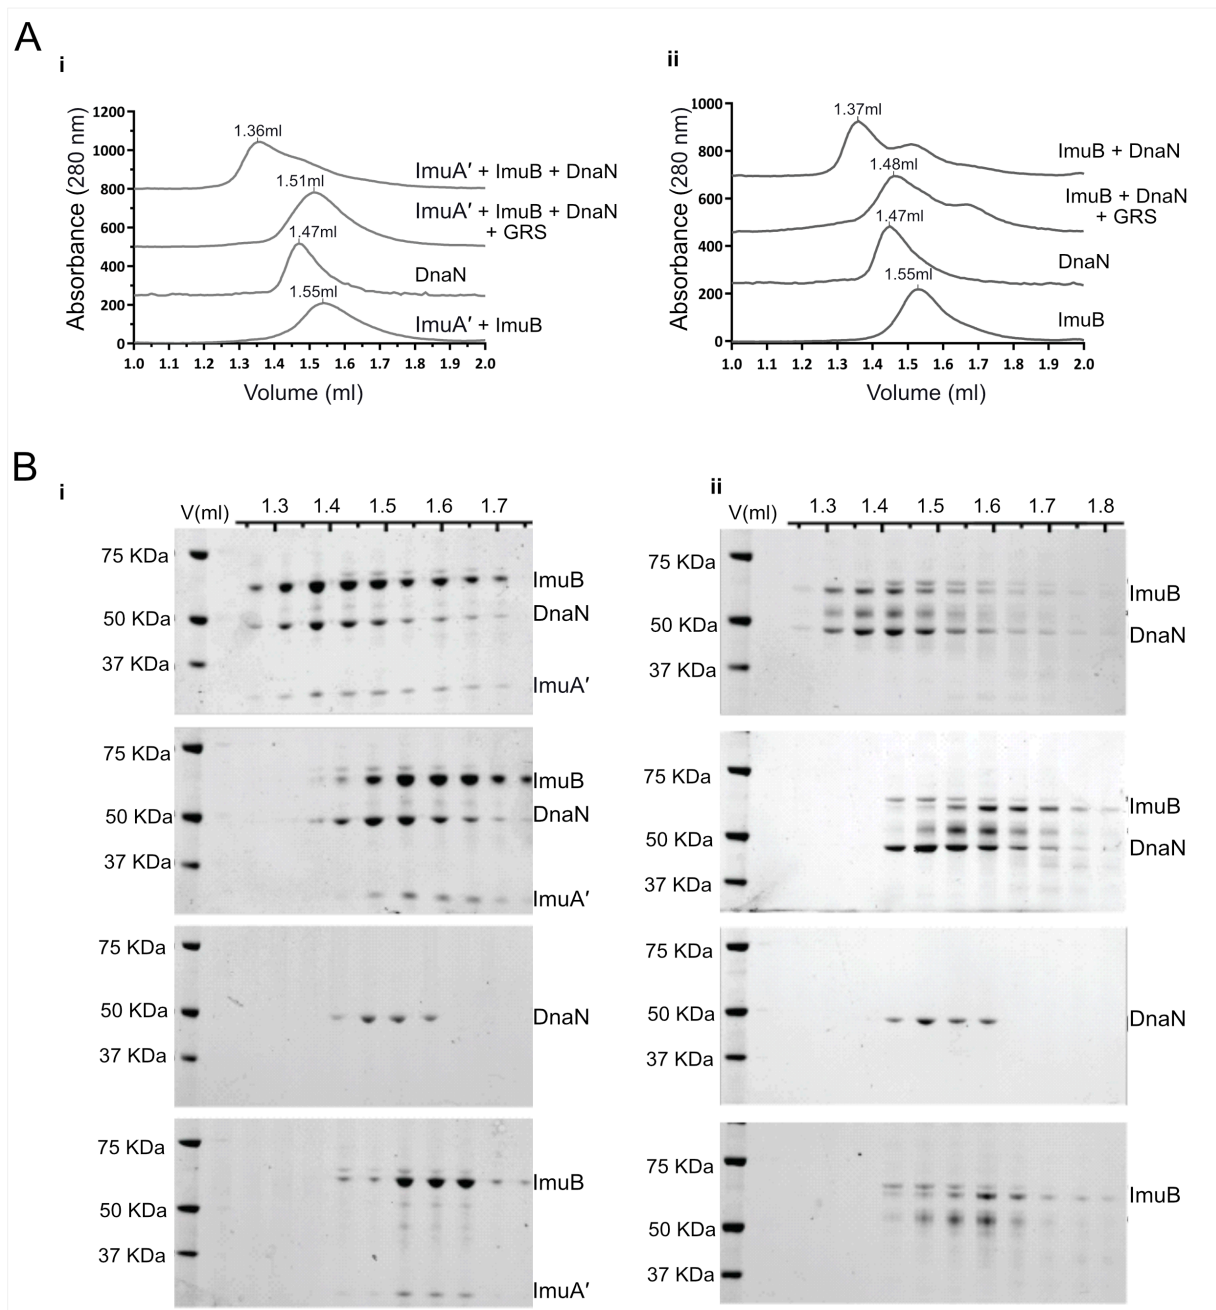 A
i
Absorbance (280 nm)
1200
1000
800
600
400
200
0
1.36ml
1.51ml
1.47ml
1.55ml
ImuA′ + ImuB + DnaN
ImuA′ + ImuB + DnaN
+ GRS
DnaN
ImuA′ + ImuB
1.0 1.1 1.2 1.3 1.4 1.5 1.6 1.7 1.8 1.9 2.0
Volume (ml)
ii
Absorbance (280 nm)
1000
800
600
400
200
0
1.37ml
1.48ml
1.47ml
1.55ml
ImuB + DnaN
ImuB + DnaN
+ GRS
DnaN
ImuB
1.0 1.1 1.2 1.3 1.4 1.5 1.6 1.7 1.8 1.9 2.0
Volume (ml)
B
i
V(ml) 1.3 1.4 1.5 1.6 1.7
75 KDa
50 KDa
37 KDa
ImuB
DnaN
ImuA′
75 KDa
50 KDa
37 KDa
ImuB
DnaN
ImuA′
75 KDa
50 KDa
37 KDa
DnaN
75 KDa
50 KDa
37 KDa
ImuB
ImuA′
ii
V(ml) 1.3 1.4 1.5 1.6 1.7 1.8
75 KDa
50 KDa
37 KDa
ImuB
DnaN
75 KDa
50 KDa
37 KDa
ImuB
DnaN
75 KDa
50 KDa
37 KDa
DnaN
75 KDa
50 KDa
37 KDa
ImuB